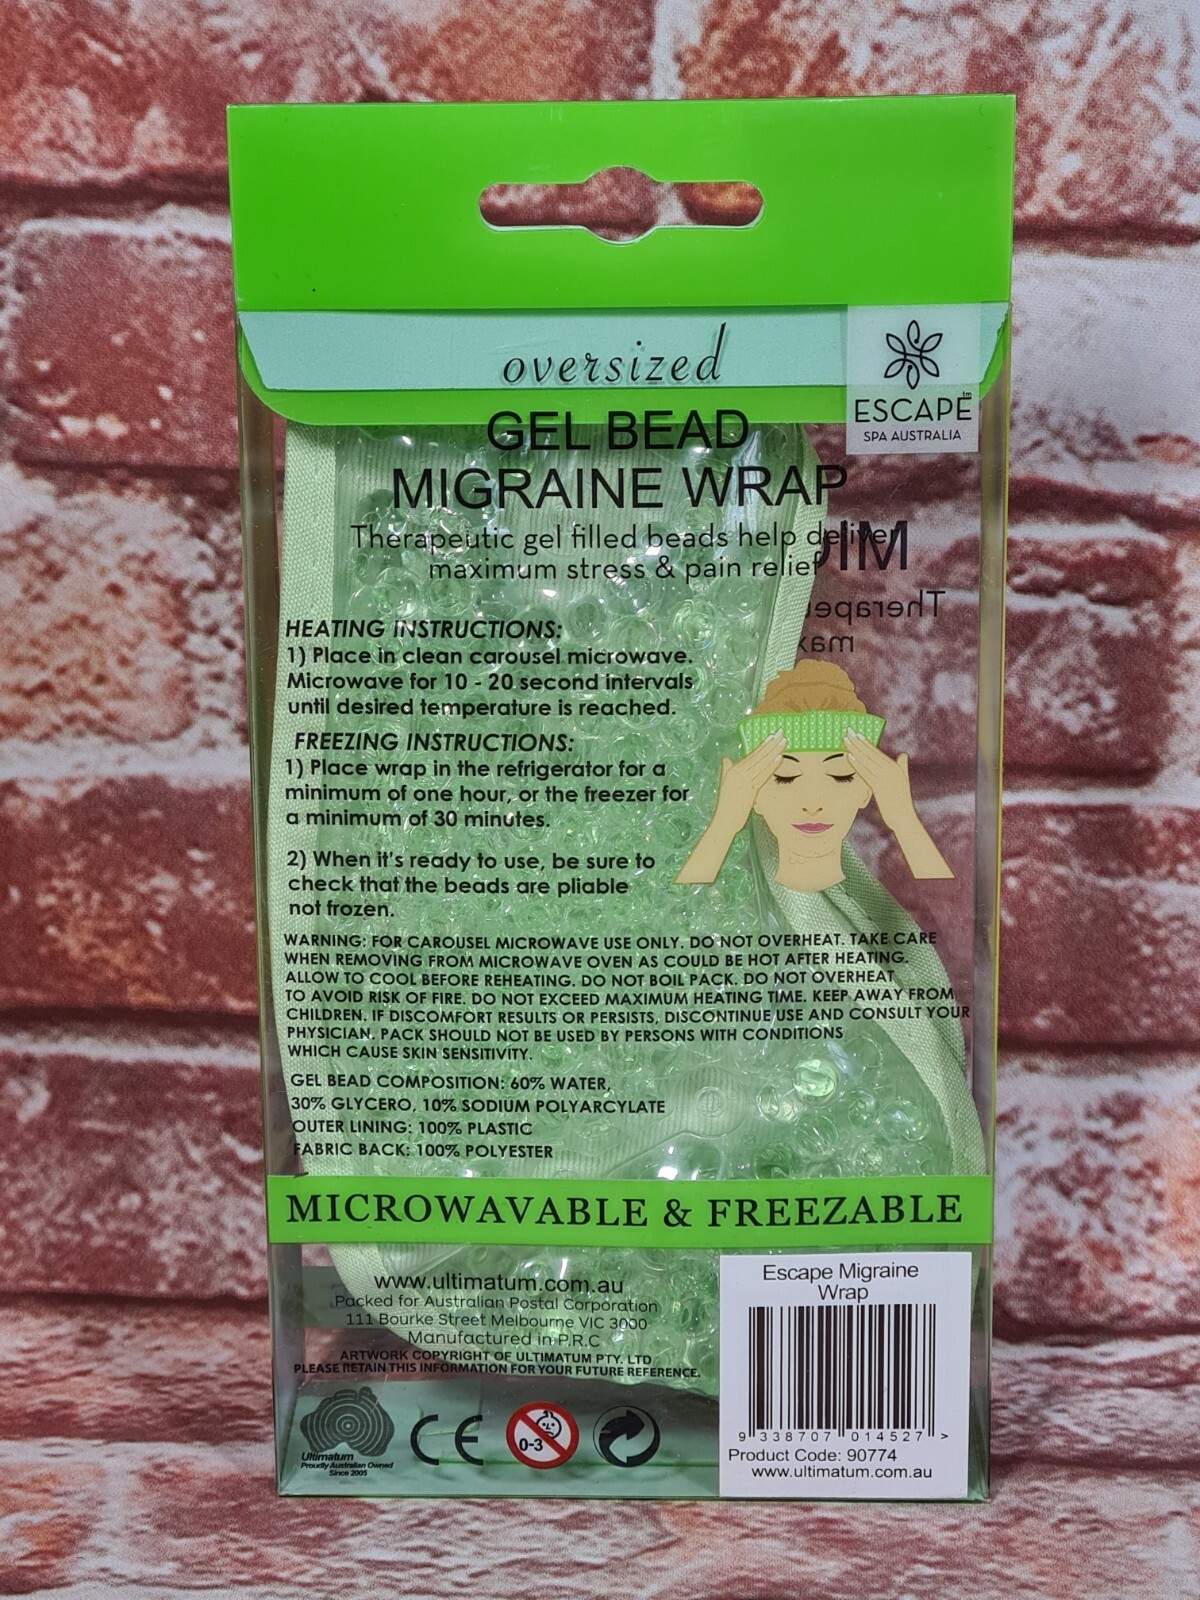 oversized
ESCAPE™
SPA AUSTRALIA
GEL BEAD
MIGRAINE WRAP
Therapeutic gel filled beads help deliver
maximum stress & pain relief
HEATING INSTRUCTIONS:
1) Place in clean carousel microwave.
Microwave for 10 - 20 second intervals
until desired temperature is reached.
FREEZING INSTRUCTIONS:
1) Place wrap in the refrigerator for a
minimum of one hour, or the freezer for
a minimum of 30 minutes.
2) When it's ready to use, be sure to
check that the beads are pliable
not frozen.
WARNING: FOR CAROUSEL MICROWAVE USE ONLY. DO NOT OVERHEAT. TAKE CARE
WHEN REMOVING FROM MICROWAVE OVEN AS COULD BE HOT AFTER HEATING.
ALLOW TO COOL BEFORE REHEATING. DO NOT BOIL PACK. DO NOT OVERHEAT
TO AVOID RISK OF FIRE. DO NOT EXCEED MAXIMUM HEATING TIME. KEEP AWAY FROM
CHILDREN. IF DISCOMFORT RESULTS OR PERSISTS, DISCONTINUE USE AND CONSULT YOUR
PHYSICIAN. PACK SHOULD NOT BE USED BY PERSONS WITH CONDITIONS
WHICH CAUSE SKIN SENSITIVITY.
GEL BEAD COMPOSITION: 60% WATER,
30% GLYCERO, 10% SODIUM POLYARCYLATE
OUTER LINING: 100% PLASTIC
FABRIC BACK: 100% POLYESTER
MICROWAVABLE & FREEZABLE
www.ultimatum.com.au
Packed for Australian Postal Corporation
111 Bourke Street Melbourne VIC 3000
Manufactured in P.R.C
ARTWORK COPYRIGHT OF ULTIMATUM PTY. LTD
PLEASE RETAIN THIS INFORMATION FOR YOUR FUTURE REFERENCE.
Ultimatum
Proudly Australian Owned
Since 2005
CE
0-3
Escape Migraine
Wrap
9 338707 014527 >
Product Code: 90774
www.ultimatum.com.au